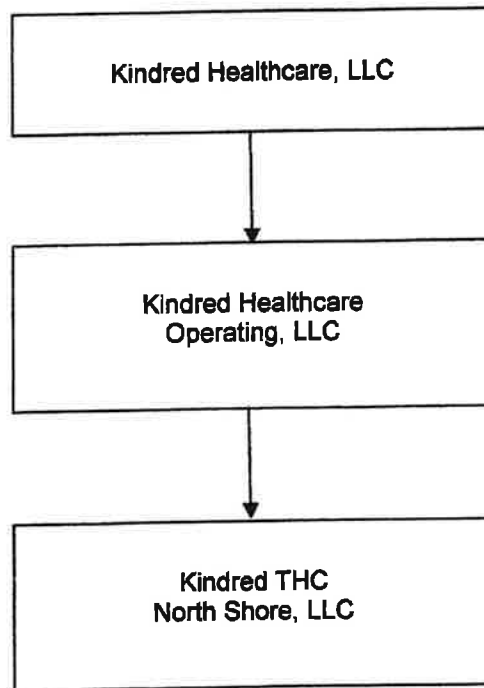 Kindred Healthcare, LLC
Kindred Healthcare
Operating, LLC
Kindred THC
North Shore, LLC